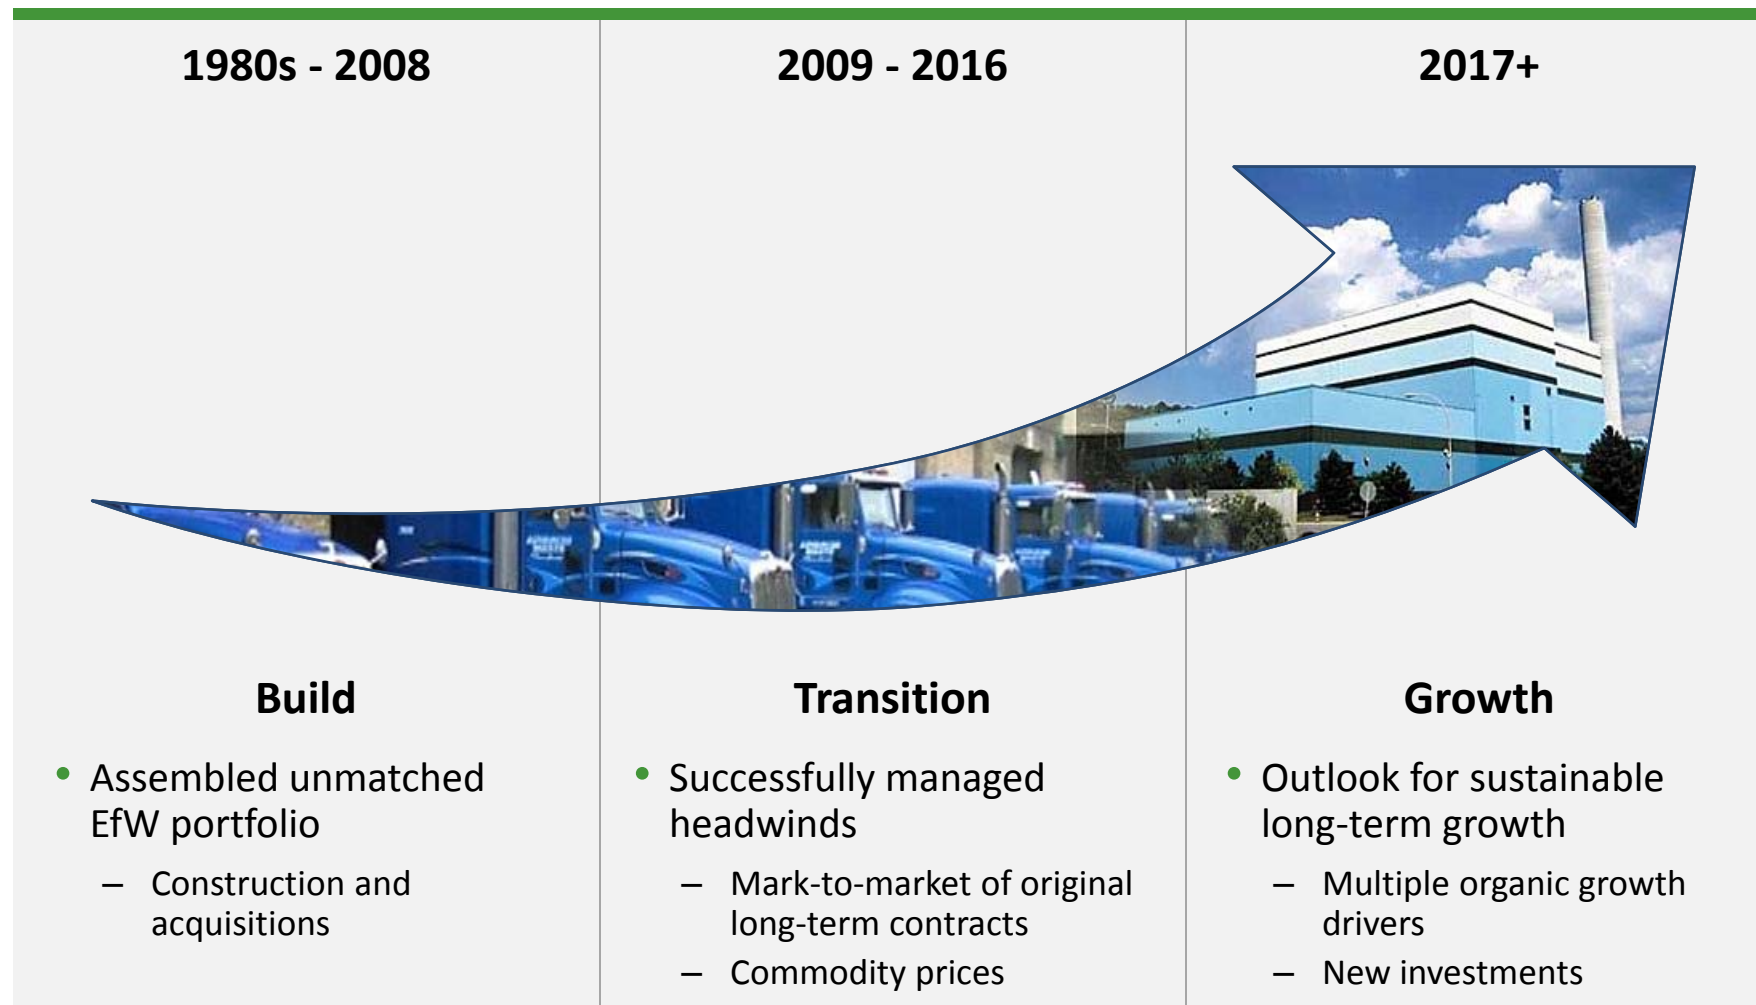 1980s - 2008
2009 - 2016
2017+
Build
• Assembled unmatched
EfW portfolio
– Construction and
acquisitions
Transition
• Successfully managed
headwinds
– Mark-to-market of original
long-term contracts
– Commodity prices
Growth
• Outlook for sustainable
long-term growth
– Multiple organic growth
drivers
– New investments